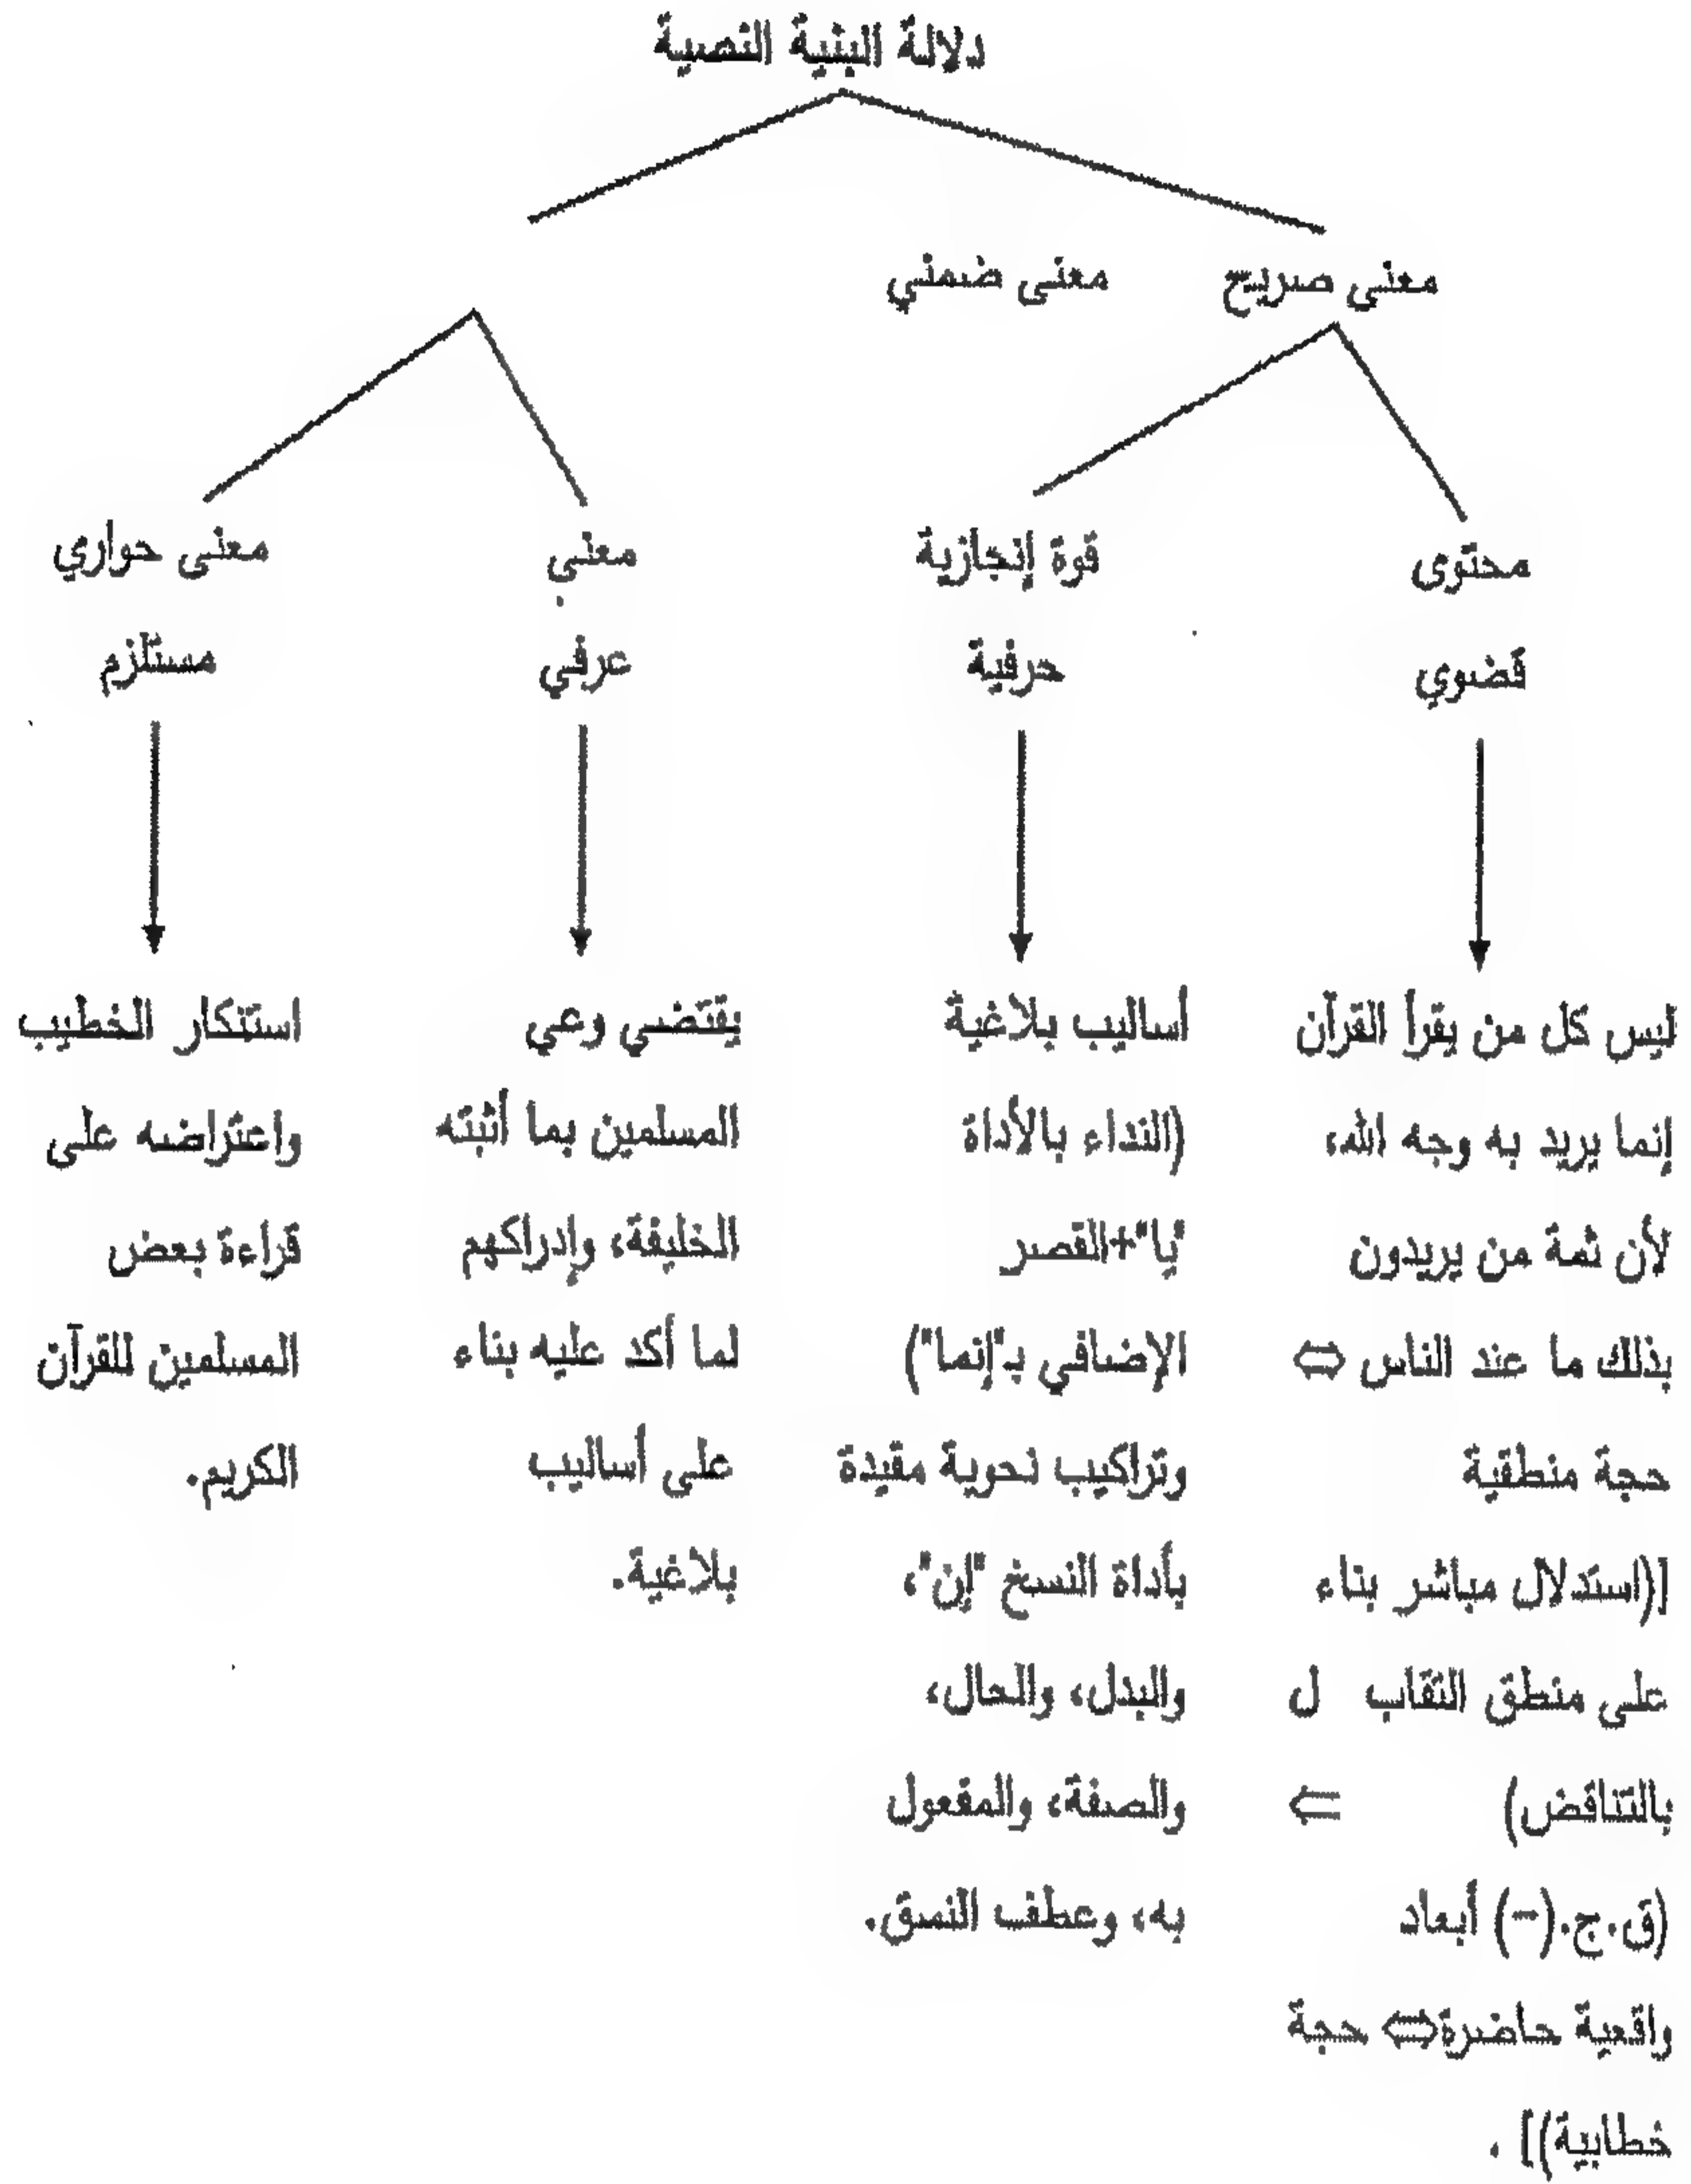 دلالة البنية النصية
معنى صريح
معنى ضمني
محتوى
قضوي
قوة إنجازية
حرفية
معنى
عرفي
معنى حواري
مستلزم
ليس كل من يقرأ القرآن
إنما يريد به وجه الله،
لأن ثمة من يريدون
بذلك ما عند الناس ⇔
حجة منطقية
[(استدلال مباشر بناء
على منطق التقاب ل
بالتناقض) ⇐
(ق.ج.(-) أبعاد
واقعية حاضرة⇔ حجة
خطابية)] .
أساليب بلاغية
(النداء بالأداة
"يا"+القصر
الإضافي بـ"إنما")
وتراكيب نحوية مقيدة
بأداة النسخ "إن"،
والبدل، والحال،
والصفة، والمفعول
به، وعطف النسق.
يقتضي وعي
المسلمين بما أثبته
الخليفة، وإدراكهم
لما أكد عليه بناء
على أساليب
بلاغية.
استنكار الخطيب
واعتراضه على
قراءة بعض
المسلمين للقرآن
الكريم.